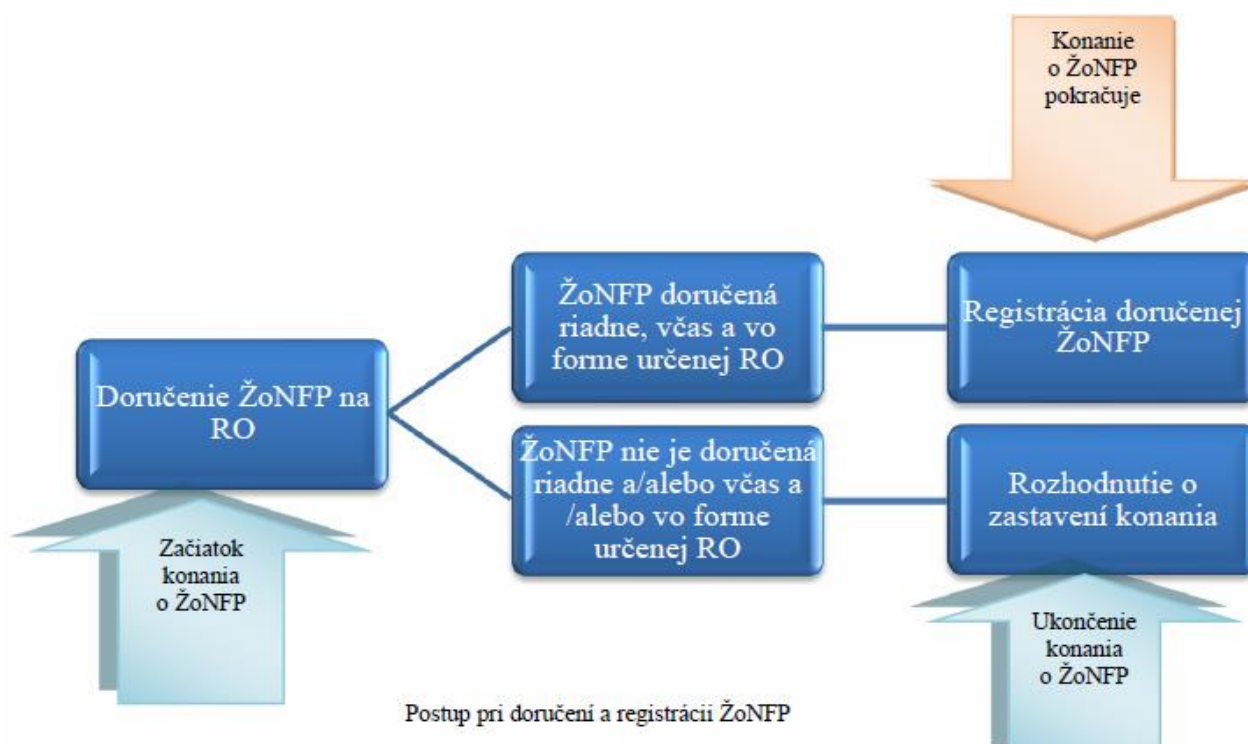 Konanie
o ŽoNFP
pokračuje
ŽoNFP doručená
riadne, včas a vo
forme určenej RO
Registrácia doručenej
ŽoNFP
Doručenie ŽoNFP na
RO
ŽoNFP nie je doručená
riadne a/alebo včas a
/alebo vo forme
určenej RO
Rozhodnutie o
zastavení konania
Začiatok
konania
o ŽoNFP
Ukončenie
konania
o ŽoNFP
Postup pri doručení a registrácii ŽoNFP